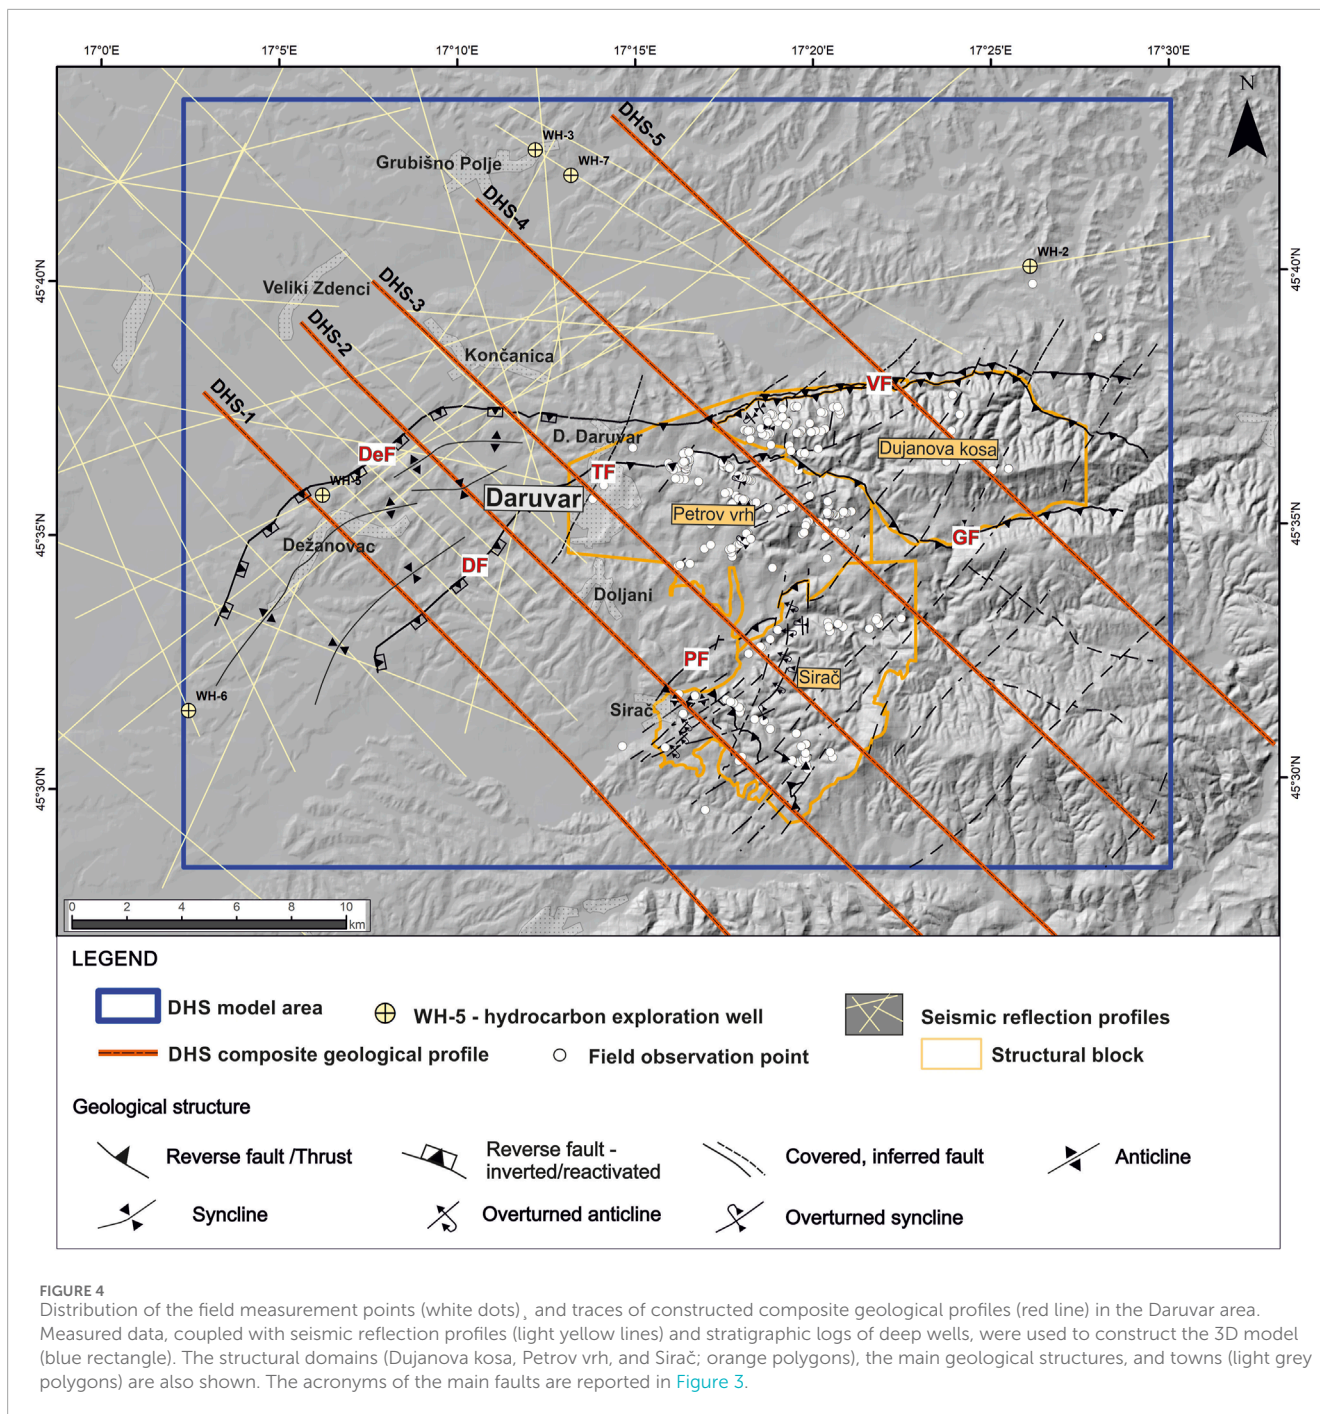 17°0'E 17°5'E 17°10'E 17°15'E 17°20'E 17°25'E 17°30'E
N
DHS-5
WH-3
Grubišno Polje
WH-7
DHS-4
WH-2
45°40'N
45°40'N
DHS-3
Veliki Zdenci
DHS-2
Končanica
VF
DHS-1
D. Daruvar
Dujanova kosa
DeF
TF
WH-5
Daruvar
Petrov vrh
45°35'N
45°35'N
Dežanovac
GF
DF
Doljani
PF
Sirač
WH-6
Sirač
45°30'N
45°30'N
0 2 4 6 8 10
km
LEGEND
DHS model area
WH-5 - hydrocarbon exploration well
Seismic reflection profiles
DHS composite geological profile
Field observation point
Structural block
Geological structure
Reverse fault /Thrust
Reverse fault -
inverted/reactivated
Covered, inferred fault
Anticline
Syncline
Overturned anticline
Overturned syncline
FIGURE 4
Distribution of the field measurement points (white dots), and traces of constructed composite geological profiles (red line) in the Daruvar area.
Measured data, coupled with seismic reflection profiles (light yellow lines) and stratigraphic logs of deep wells, were used to construct the 3D model
(blue rectangle). The structural domains (Dujanova kosa, Petrov vrh, and Sirač; orange polygons), the main geological structures, and towns (light grey
polygons) are also shown. The acronyms of the main faults are reported in Figure 3.